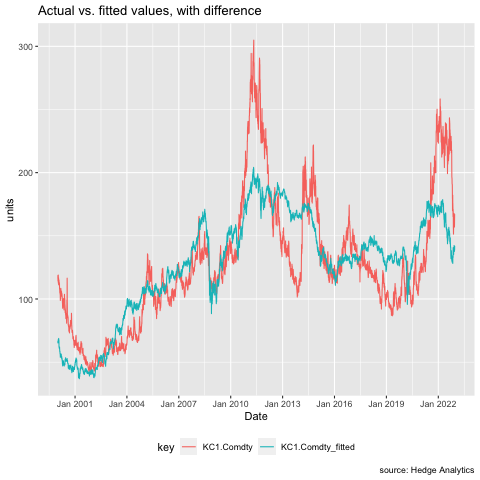 Actual vs. fitted values, with difference
units
300
200
100
Jan 2001 Jan 2004 Jan 2007 Jan 2010 Jan 2013 Jan 2016 Jan 2019 Jan 2022
Date
key KC1.Comdty KC1.Comdty_fitted
source: Hedge Analytics